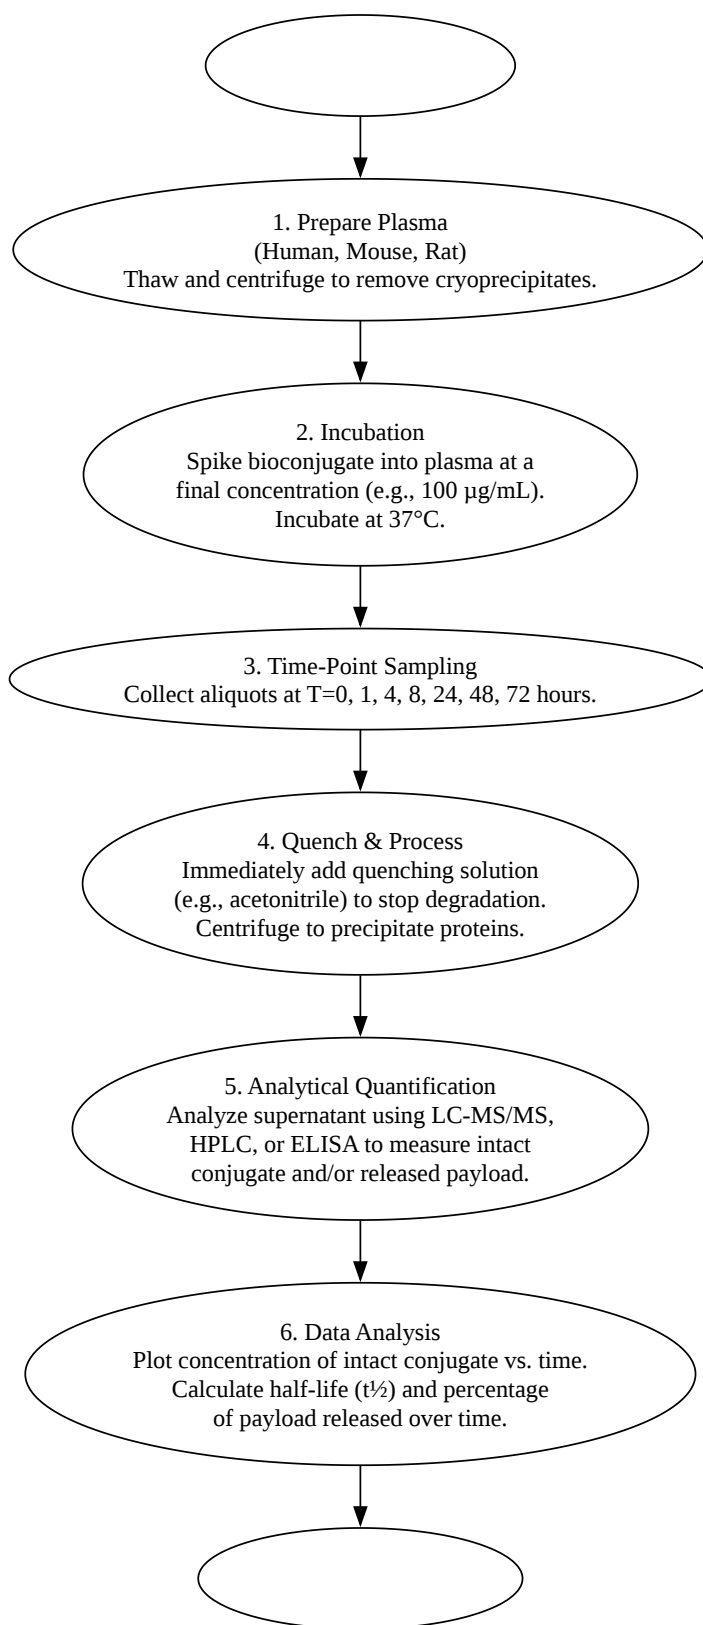 1. Prepare Plasma
(Human, Mouse, Rat)
Thaw and centrifuge to remove cryoprecipitates.
2. Incubation
Spike bioconjugate into plasma at a
final concentration (e.g., 100 µg/mL).
Incubate at 37°C.
3. Time-Point Sampling
Collect aliquots at T=0, 1, 4, 8, 24, 48, 72 hours.
4. Quench & Process
Immediately add quenching solution
(e.g., acetonitrile) to stop degradation.
Centrifuge to precipitate proteins.
5. Analytical Quantification
Analyze supernatant using LC-MS/MS,
HPLC, or ELISA to measure intact
conjugate and/or released payload.
6. Data Analysis
Plot concentration of intact conjugate vs. time.
Calculate half-life (t½) and percentage
of payload released over time.